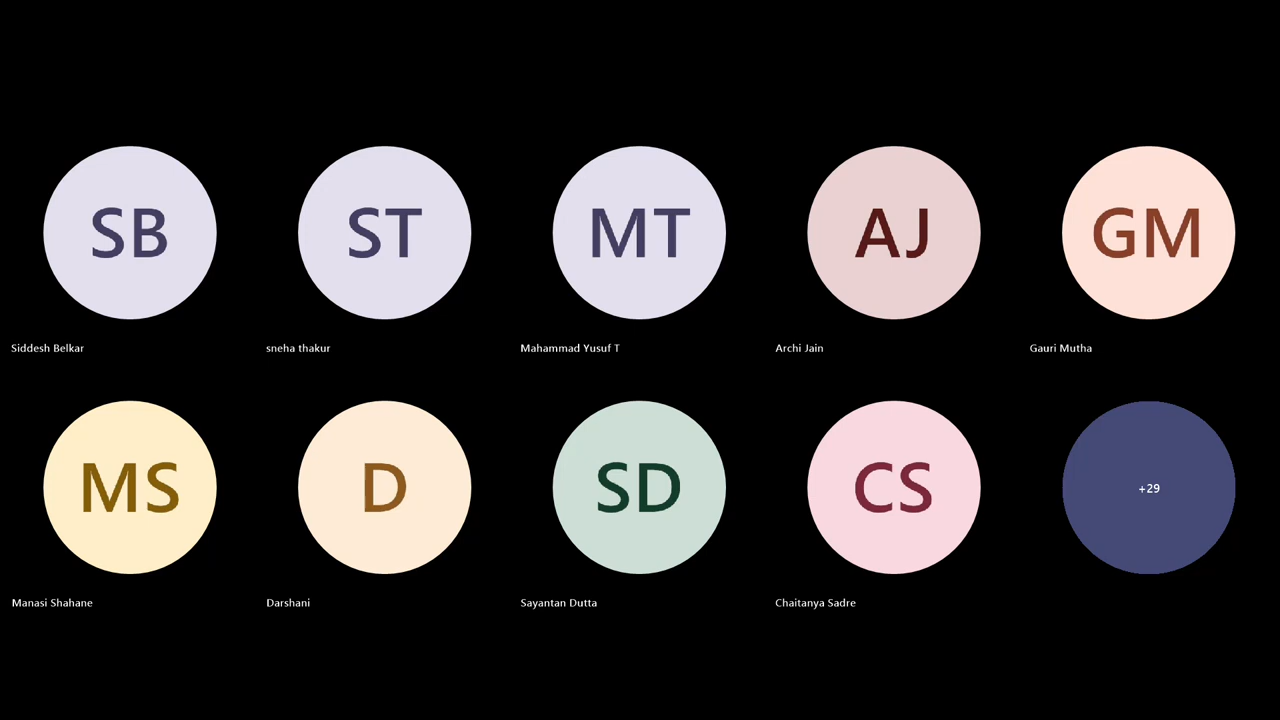 SB
ST
MT
AJ
GM
Siddesh Belkar
sneha thakur
Mahammad Yusuf T
Archi Jain
Gauri Mutha
MS
D
SD
CS
+29
Manasi Shahane
Darshani
Sayantan Dutta
Chaitanya Sadre